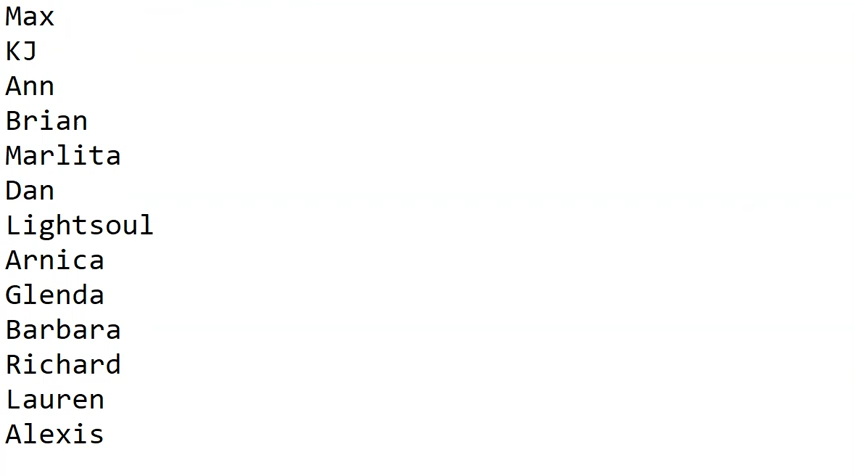 Max
KJ
Ann
Brian
Marlita
Dan
Lightsoul
Arnica
Glenda
Barbara
Richard
Lauren
Alexis